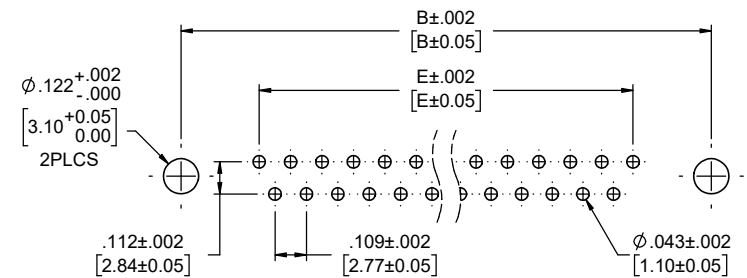 B±.002
[B±0.05]
E±.002
[E±0.05]
⌀.122 +.002
-.000
[3.10 +0.05
0.00]
2PLCS
.112±.002
[2.84±0.05]
.109±.002
[2.77±0.05]
⌀.043±.002
[1.10±0.05]